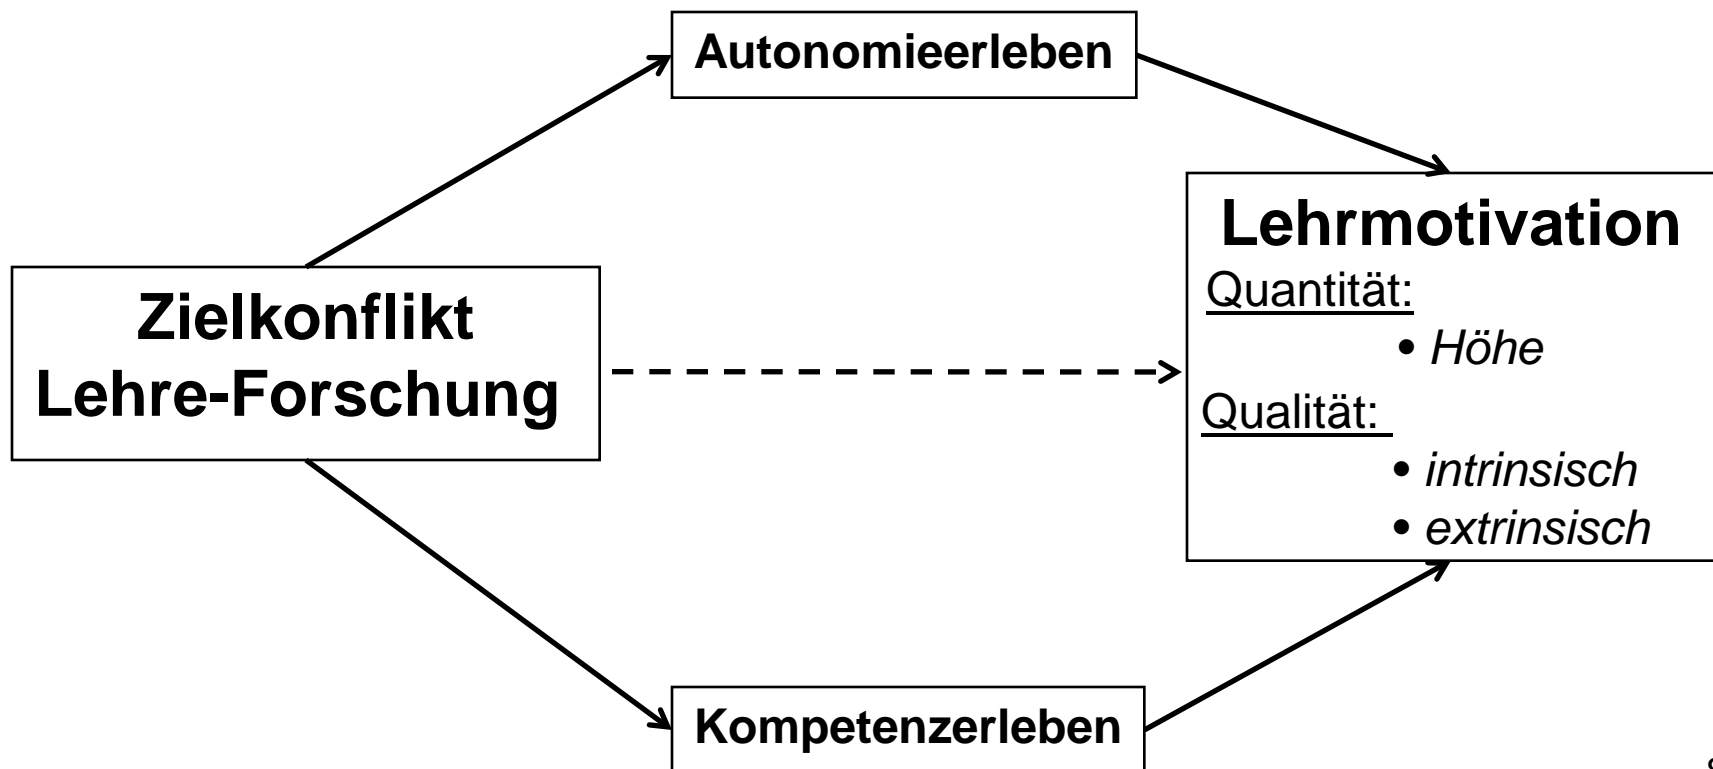 Autonomieerleben
Zielkonflikt
Lehre-Forschung
Lehrmotivation
Quantität:
• Höhe
Qualität:
• intrinsisch
• extrinsisch
Kompetenzerleben